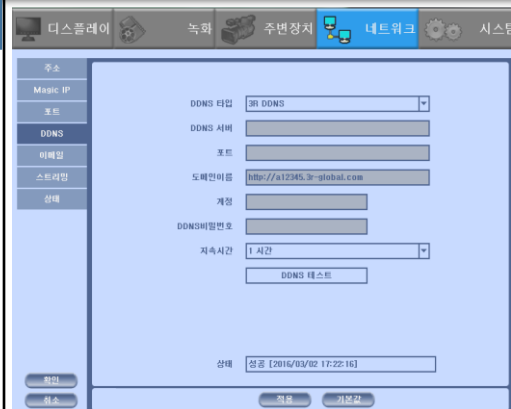 디스플레이 녹화 주변장치 네트워크 시스템
주소
Magic IP
포트
DDNS
이메일
스트리밍
상태
DDNS 타입 3R DDNS
DDNS 서버
포트
도메인이름 http://a12345.3r-global.com
계정
DDNS비밀번호
지속시간 1 시간
DDNS 테스트
상태 성공 [2016/03/02 17:22:16]
확인
취소
적용 기본값